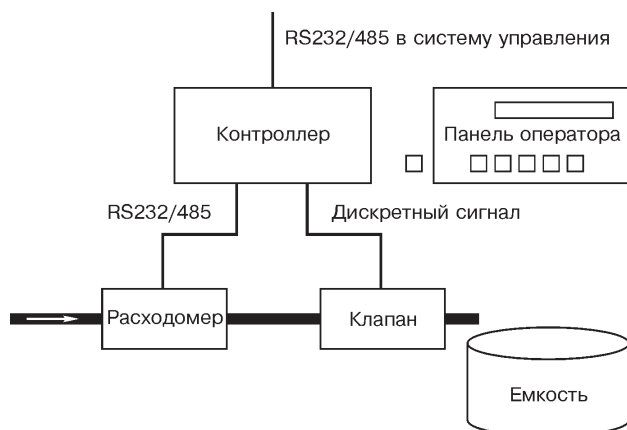 RS232/485 в систему управления
Контроллер
Панель оператора
RS232/485
Дискретный сигнал
Расходомер
Клапан
Емкость